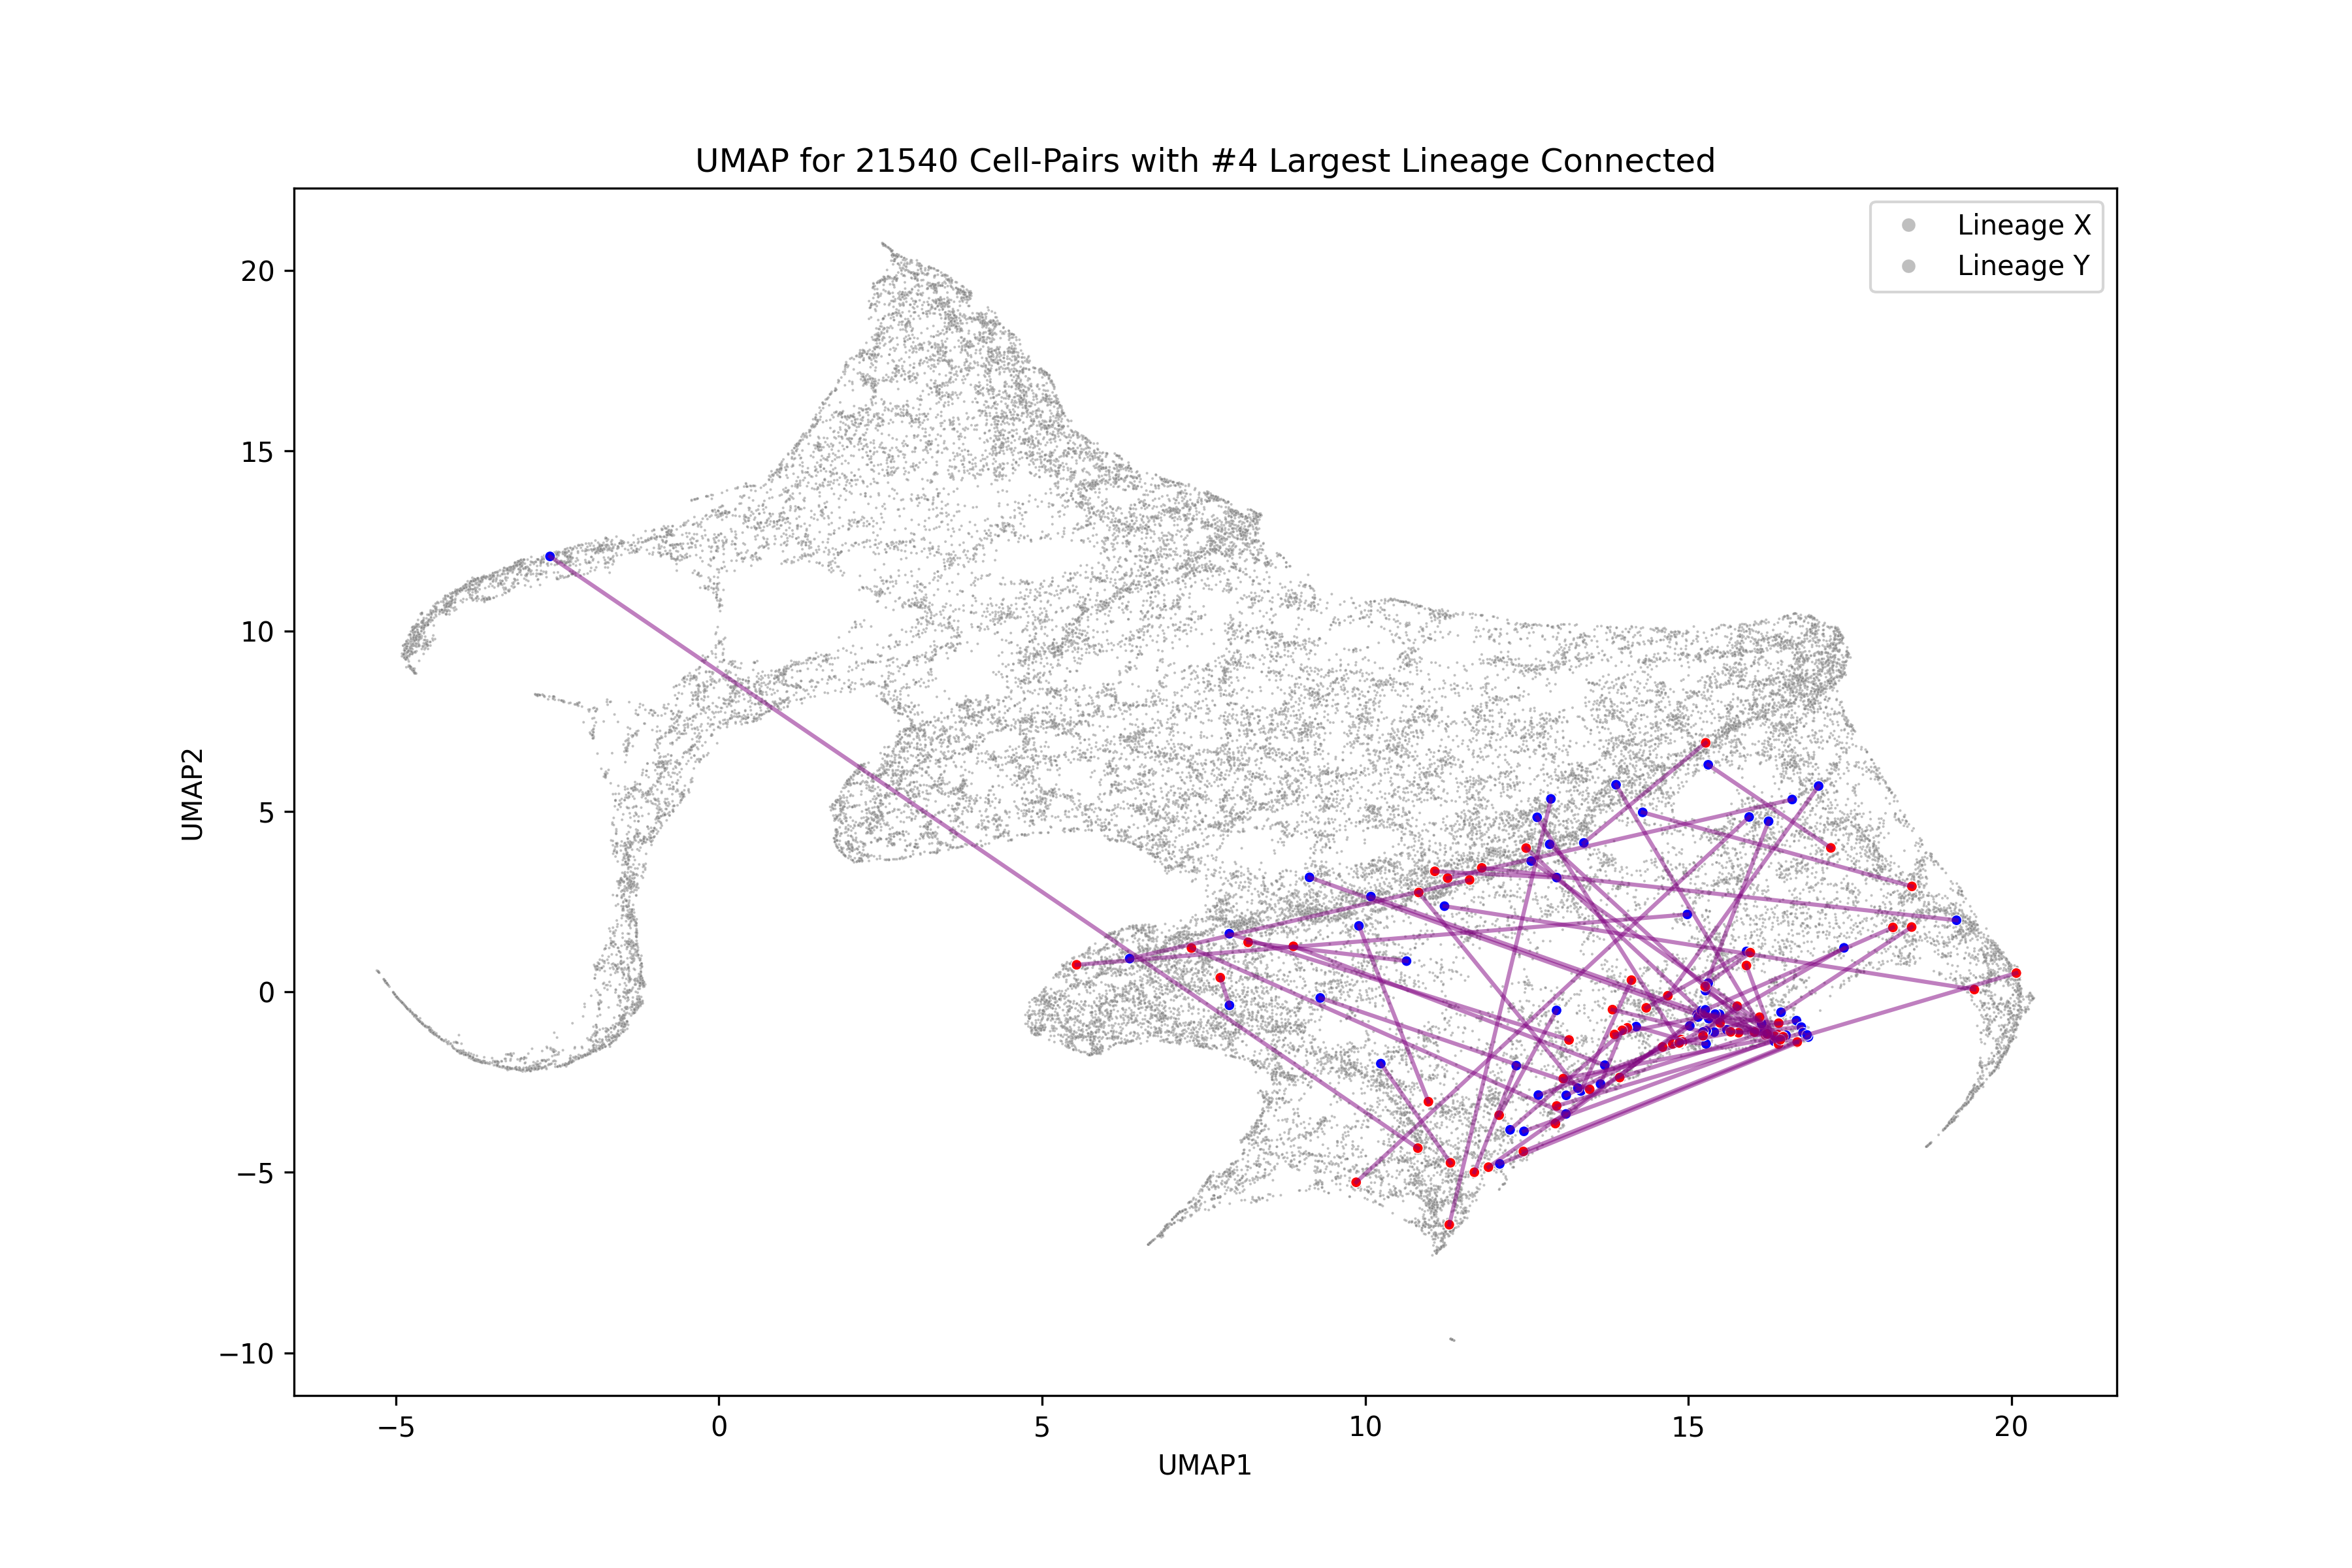 UMAP for 21540 Cell-Pairs with #4 Largest Lineage Connected
Lineage X
Lineage Y
20
15
10
5
0
−5
−10
UMAP2
−5
0
5
10
15
20
UMAP1